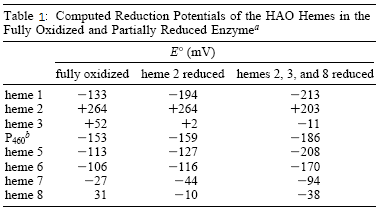 Table 1: Computed Reduction Potentials of the HAO Hemes in the
Fully Oxidized and Partially Reduced Enzymeᵃ
E° (mV)
fully oxidized heme 2 reduced hemes 2, 3, and 8 reduced
heme 1 −133 −194 −213
heme 2 +264 +264 +203
heme 3 +52 +2 −11
P₄₆₀ᵇ −153 −159 −186
heme 5 −113 −127 −208
heme 6 −106 −116 −170
heme 7 −27 −44 −94
heme 8 31 −10 −38